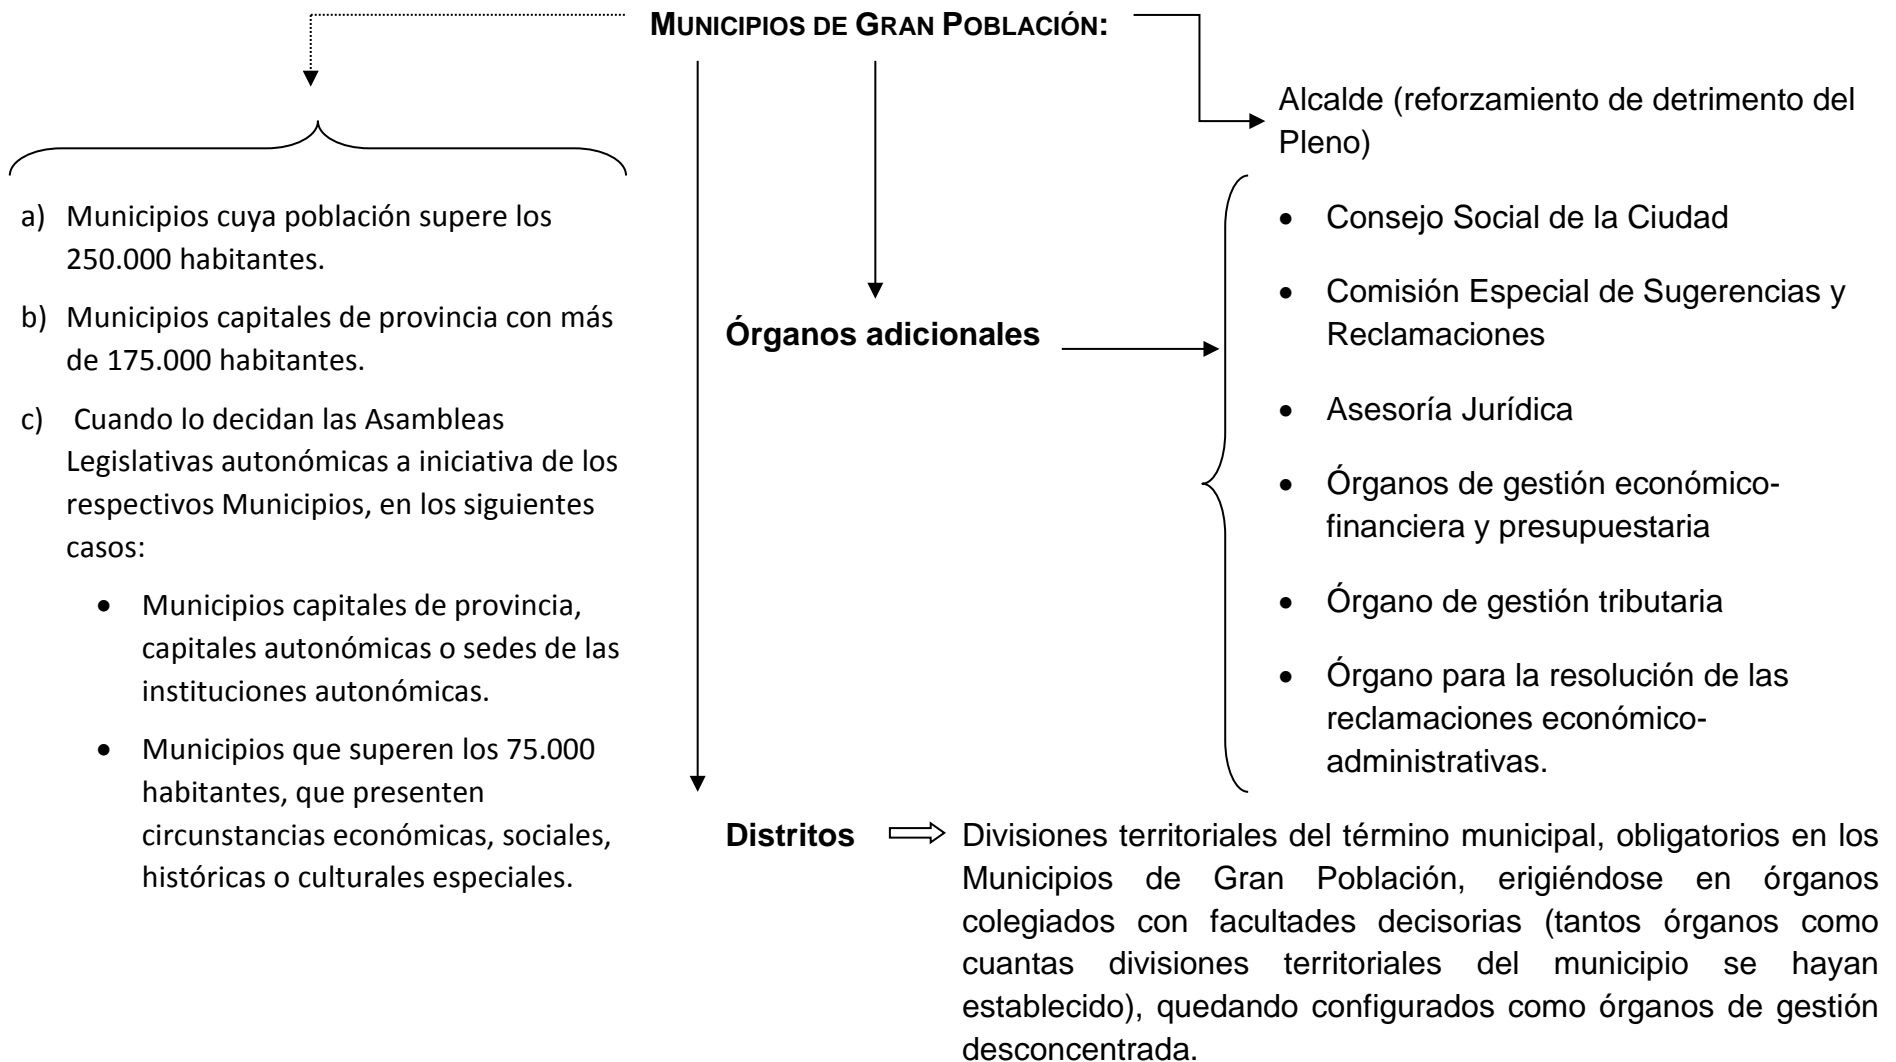 MUNICIPIOS DE GRAN POBLACIÓN:
a) Municipios cuya población supere los
250.000 habitantes.
b) Municipios capitales de provincia con más
de 175.000 habitantes.
c) Cuando lo decidan las Asambleas
Legislativas autonómicas a iniciativa de los
respectivos Municipios, en los siguientes
casos:
• Municipios capitales de provincia,
capitales autonómicas o sedes de las
instituciones autonómicas.
• Municipios que superen los 75.000
habitantes, que presenten
circunstancias económicas, sociales,
históricas o culturales especiales.
Alcalde (reforzamiento de detrimento del
Pleno)
Órganos adicionales
• Consejo Social de la Ciudad
• Comisión Especial de Sugerencias y
Reclamaciones
• Asesoría Jurídica
• Órganos de gestión económico-
financiera y presupuestaria
• Órgano de gestión tributaria
• Órgano para la resolución de las
reclamaciones económico-
administrativas.
Distritos
Divisiones territoriales del término municipal, obligatorios en los
Municipios de Gran Población, erigiéndose en órganos
colegiados con facultades decisorias (tantos órganos como
cuantas divisiones territoriales del municipio se hayan
establecido), quedando configurados como órganos de gestión
desconcentrada.